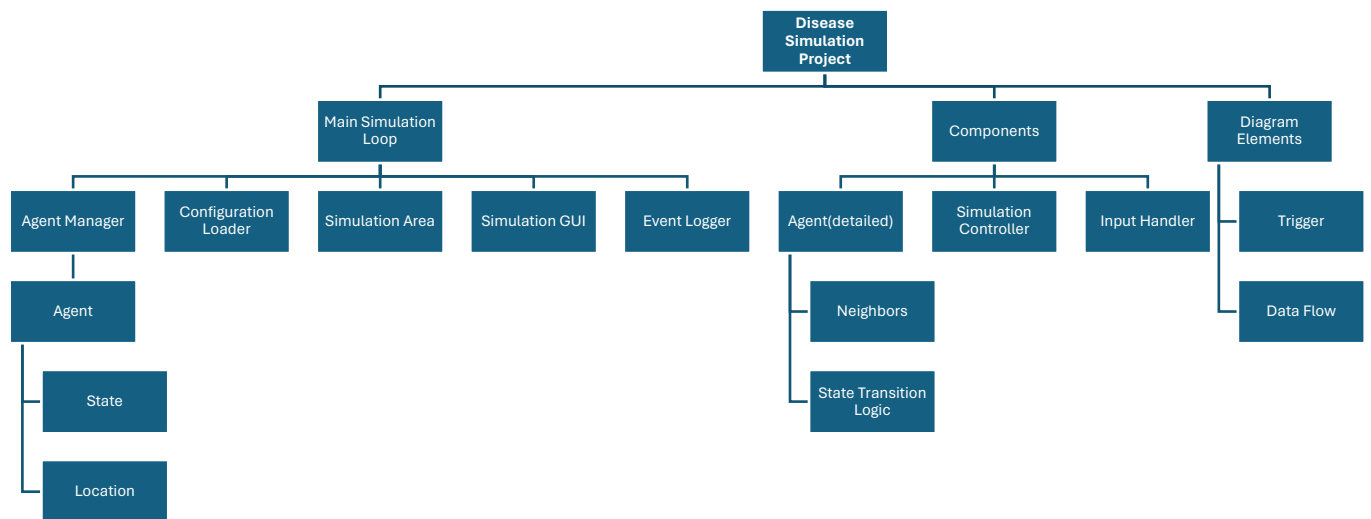 Disease
Simulation
Project
Main Simulation
Loop
Components
Diagram
Elements
Agent Manager
Configuration
Loader
Simulation Area
Simulation GUI
Event Logger
Agent(detailed)
Simulation
Controller
Input Handler
Trigger
Agent
Neighbors
Data Flow
State
State Transition
Logic
Location